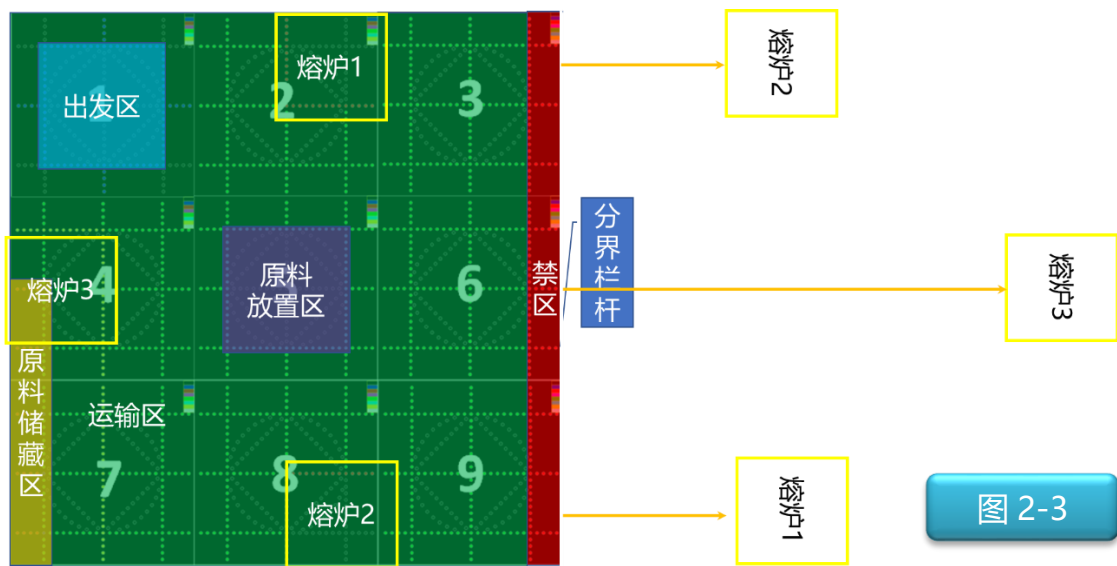 出发区
熔炉1
2
3
熔炉2
4
熔炉3
原料
放置区
6
禁区
分界栏杆
熔炉3
原料储藏区
运输区
7
8
熔炉2
9
熔炉1
图 2-3